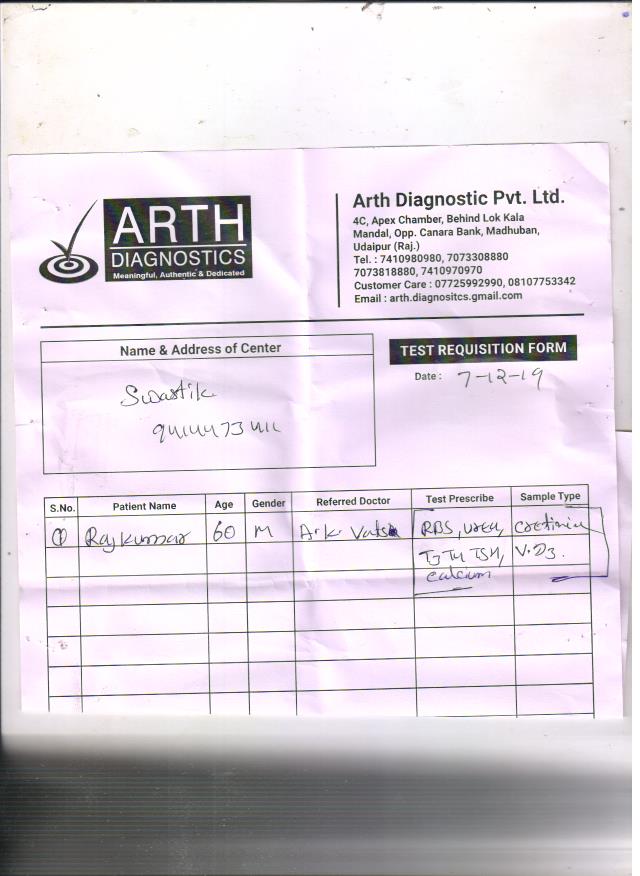 ARTH
DIAGNOSTICS
Meaningful, Authentic & Dedicated
Arth Diagnostic Pvt. Ltd.
4C, Apex Chamber, Behind Lok Kala
Mandal, Opp. Canara Bank, Madhuban,
Udaipur (Raj.)
Tel. : 7410980980, 7073308880
7073818880, 7410970970
Customer Care : 07725992990, 08107753342
Email : arth.diagnositcs.gmail.com
Name & Address of Center
Swastik
TEST REQUISITION FORM
Date : 7-12-19
S.No. Patient Name Age Gender Referred Doctor Test Prescribe Sample Type
1 Rajkumar 60 M RBS, urea, creatinine
T3 T4 TSH, V.D3.
calcium